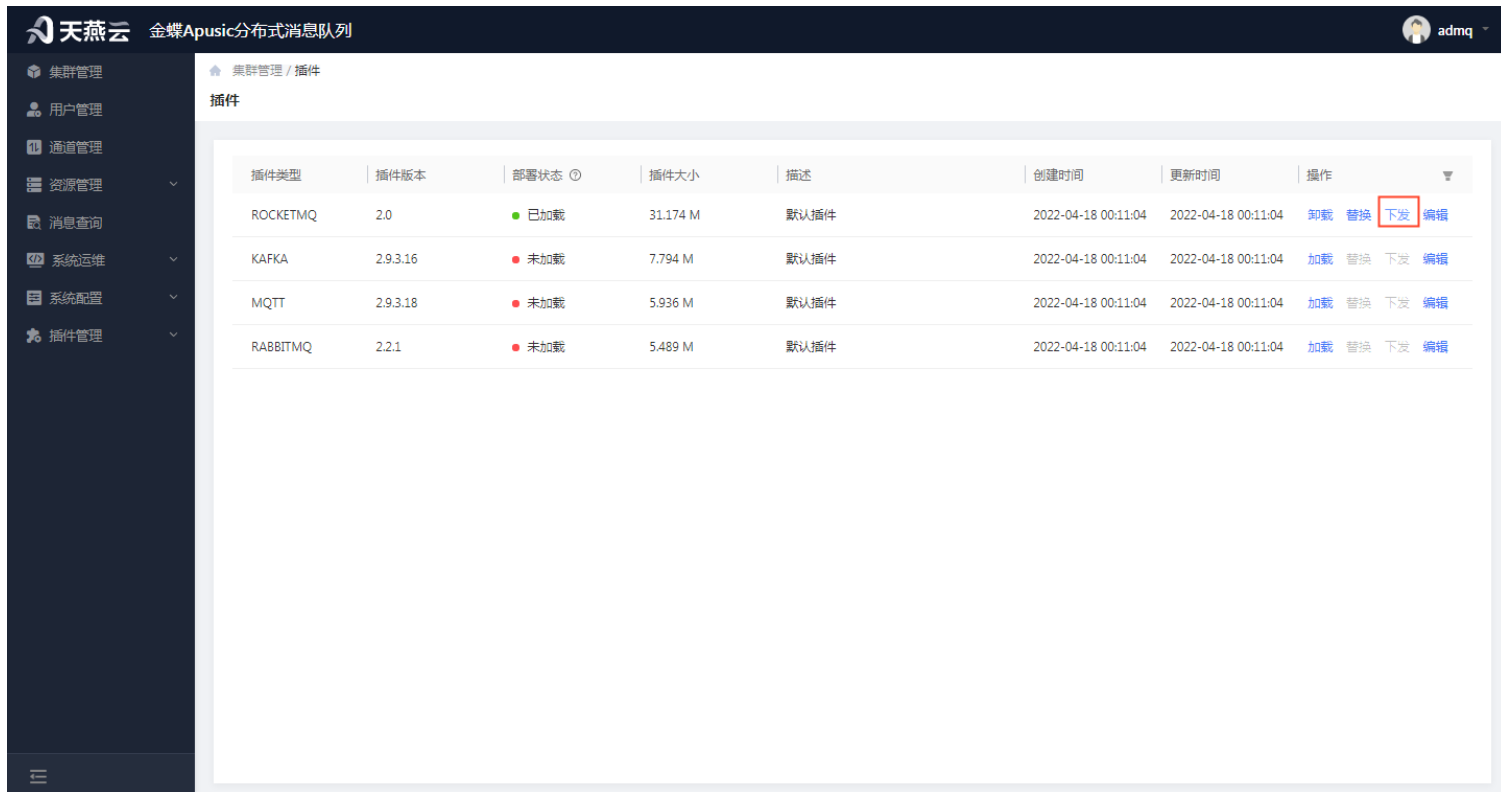 天燕云 金蝶Apusic分布式消息队列 admq
集群管理
用户管理
通道管理
资源管理
消息查询
系统运维
系统配置
插件管理
集群管理 / 插件
插件
插件类型 插件版本 部署状态 插件大小 描述 创建时间 更新时间 操作
ROCKETMQ 2.0 已加载 31.174 M 默认插件 2022-04-18 00:11:04 2022-04-18 00:11:04 卸载 替换 下发 编辑
KAFKA 2.9.3.16 未加载 7.794 M 默认插件 2022-04-18 00:11:04 2022-04-18 00:11:04 加载 替换 下发 编辑
MQTT 2.9.3.18 未加载 5.936 M 默认插件 2022-04-18 00:11:04 2022-04-18 00:11:04 加载 替换 下发 编辑
RABBITMQ 2.2.1 未加载 5.489 M 默认插件 2022-04-18 00:11:04 2022-04-18 00:11:04 加载 替换 下发 编辑